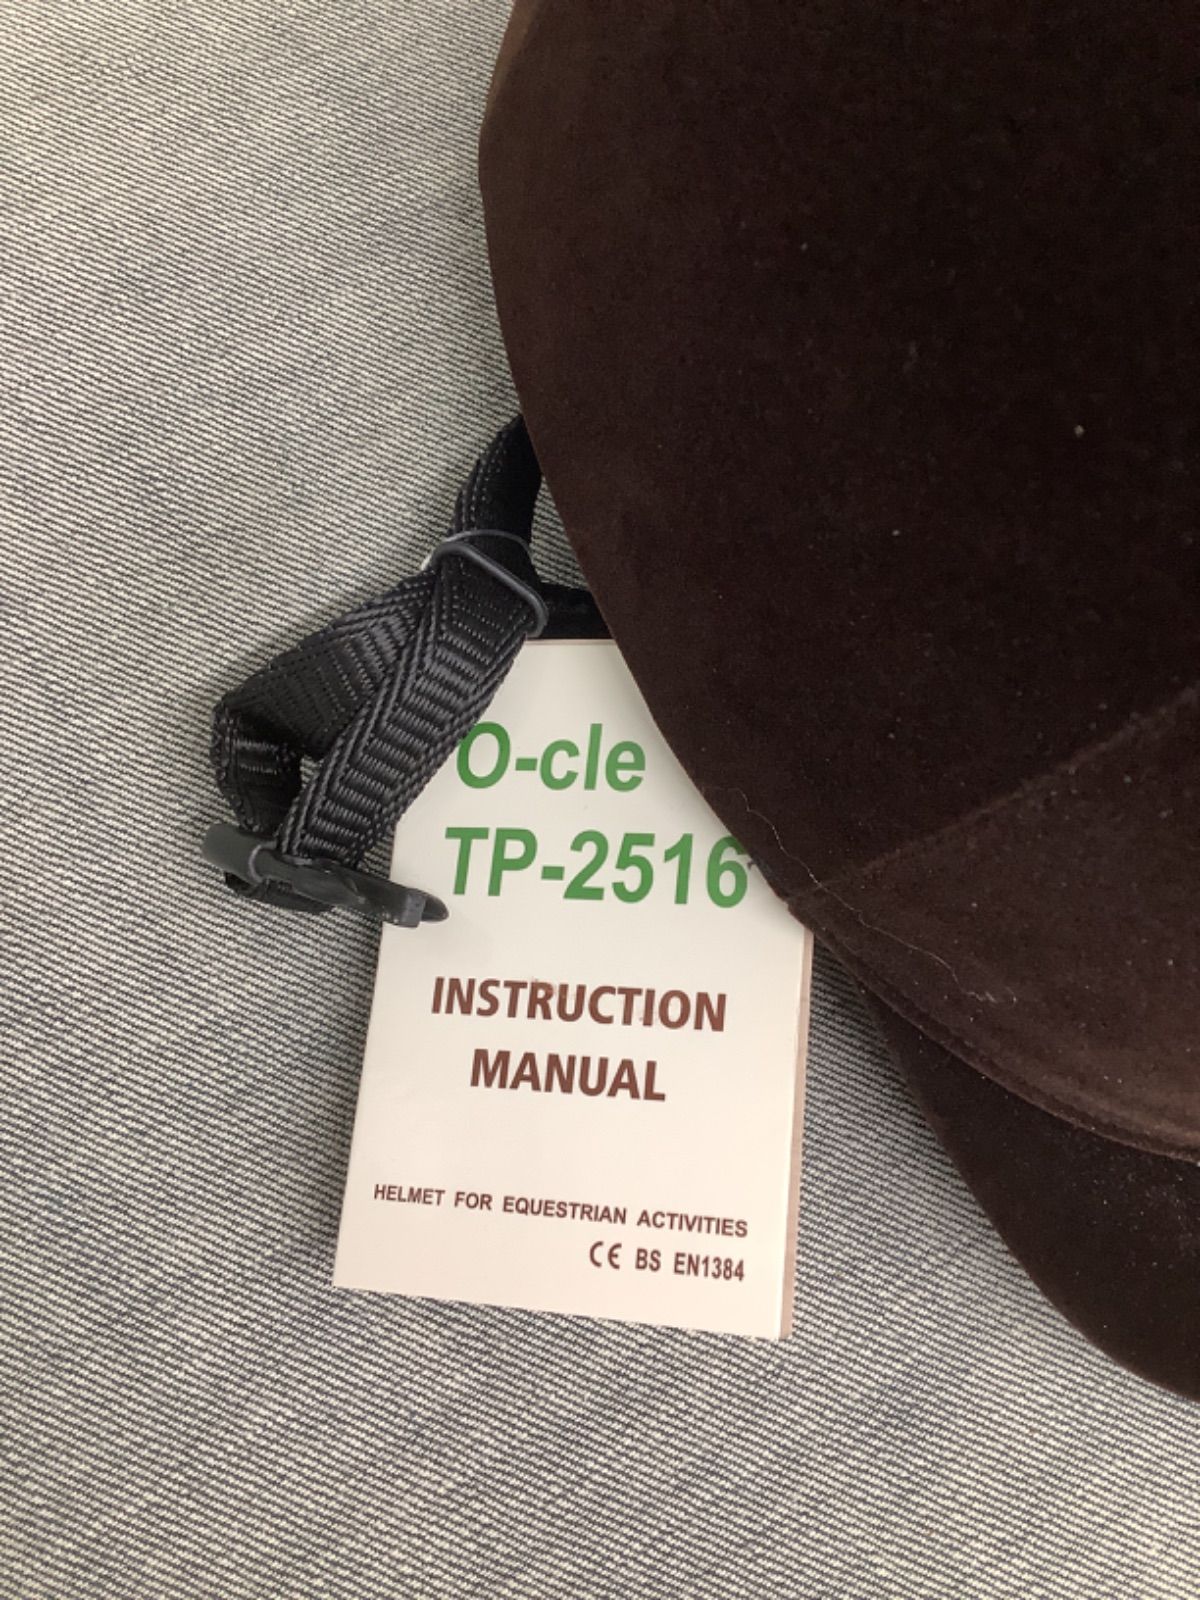 O-cle
TP-2516
INSTRUCTION
MANUAL
HELMET FOR EQUESTRIAN ACTIVITIES
CE BS EN1384